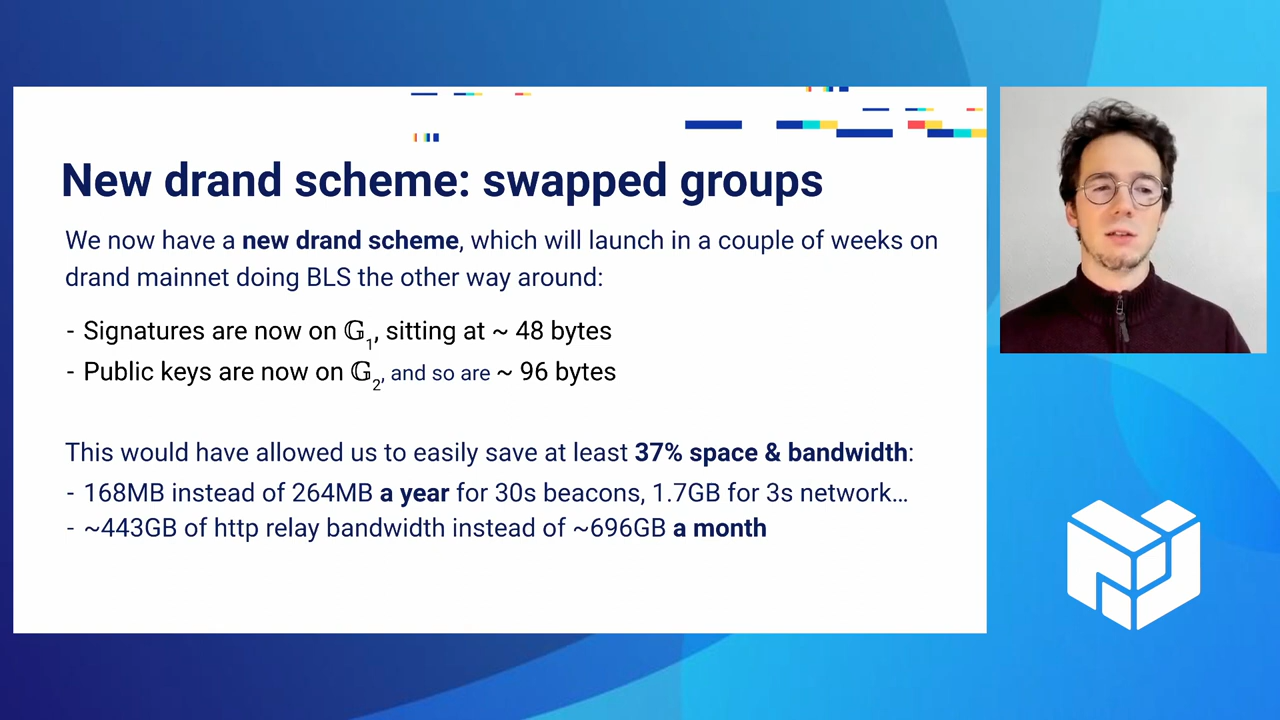 New drand scheme: swapped groups
We now have a new drand scheme, which will launch in a couple of weeks on
drand mainnet doing BLS the other way around:
- Signatures are now on 𝔾₁, sitting at ~ 48 bytes
- Public keys are now on 𝔾₂, and so are ~ 96 bytes
This would have allowed us to easily save at least 37% space & bandwidth:
- 168MB instead of 264MB a year for 30s beacons, 1.7GB for 3s network…
- ~443GB of http relay bandwidth instead of ~696GB a month